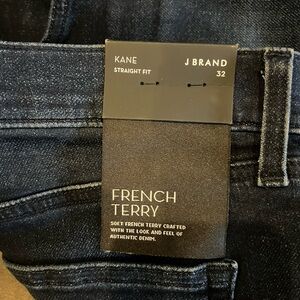 KANE J BRAND
STRAIGHT FIT 32
FRENCH
TERRY
SOFT FRENCH TERRY CRAFTED
WITH THE LOOK AND FEEL OF
AUTHENTIC DENIM.